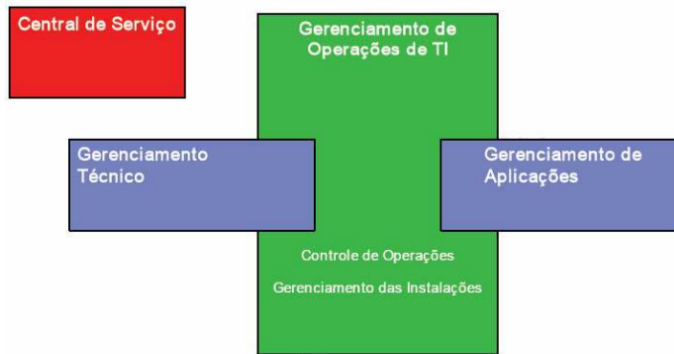 Central de Serviço
Gerenciamento de
Operações de TI
Gerenciamento
Técnico
Gerenciamento de
Aplicações
Controle de Operações
Gerenciamento das Instalações